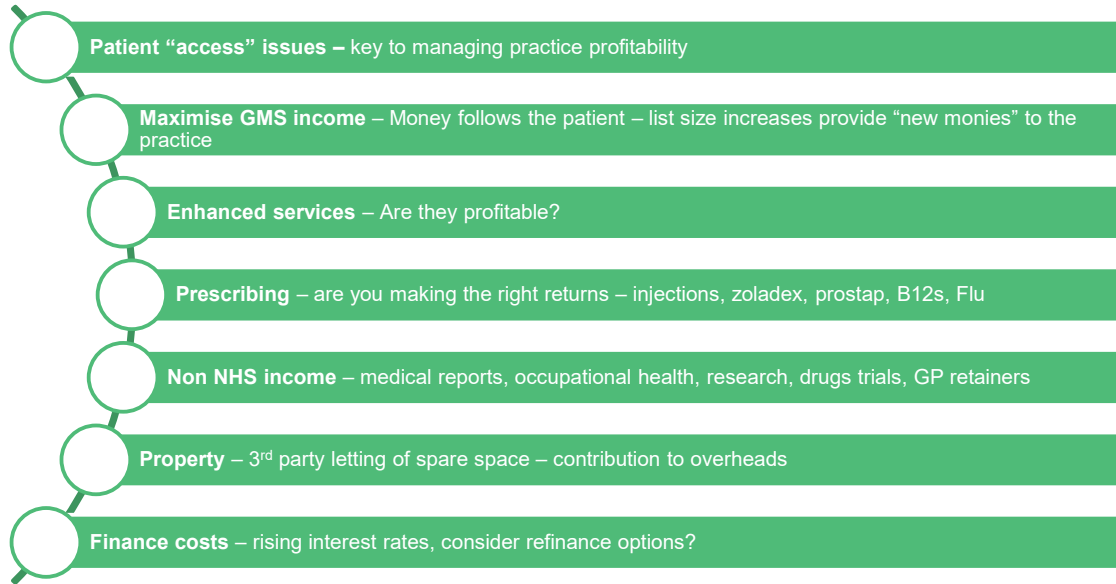 Patient “access” issues – key to managing practice profitability
Maximise GMS income – Money follows the patient – list size increases provide “new monies” to the
practice
Enhanced services – Are they profitable?
Prescribing – are you making the right returns – injections, zoladex, prostap, B12s, Flu
Non NHS income – medical reports, occupational health, research, drugs trials, GP retainers
Property – 3rd party letting of spare space – contribution to overheads
Finance costs – rising interest rates, consider refinance options?